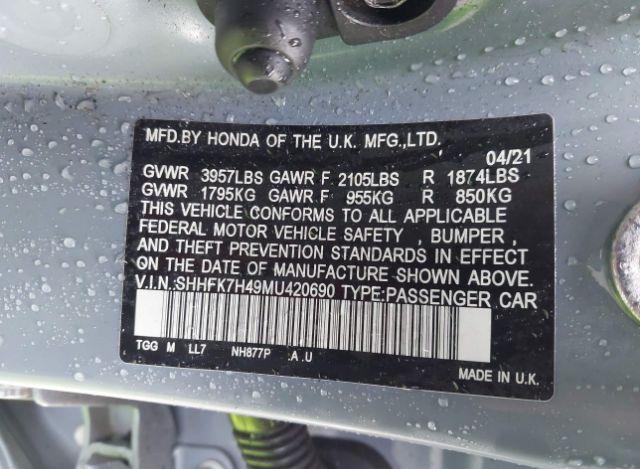 MFD.BY HONDA OF THE U.K. MFG.,LTD.
04/21
GVWR 3957LBS GAWR F 2105LBS R 1874LBS
GVWR 1795KG GAWR F 955KG R 850KG
THIS VEHICLE CONFORMS TO ALL APPLICABLE
FEDERAL MOTOR VEHICLE SAFETY , BUMPER ,
AND THEFT PREVENTION STANDARDS IN EFFECT
ON THE DATE OF MANUFACTURE SHOWN ABOVE.
V.I.N.:SHHFK7H49MU420690 TYPE:PASSENGER CAR
TGG M LL7 NH877P .A.U
MADE IN U.K.